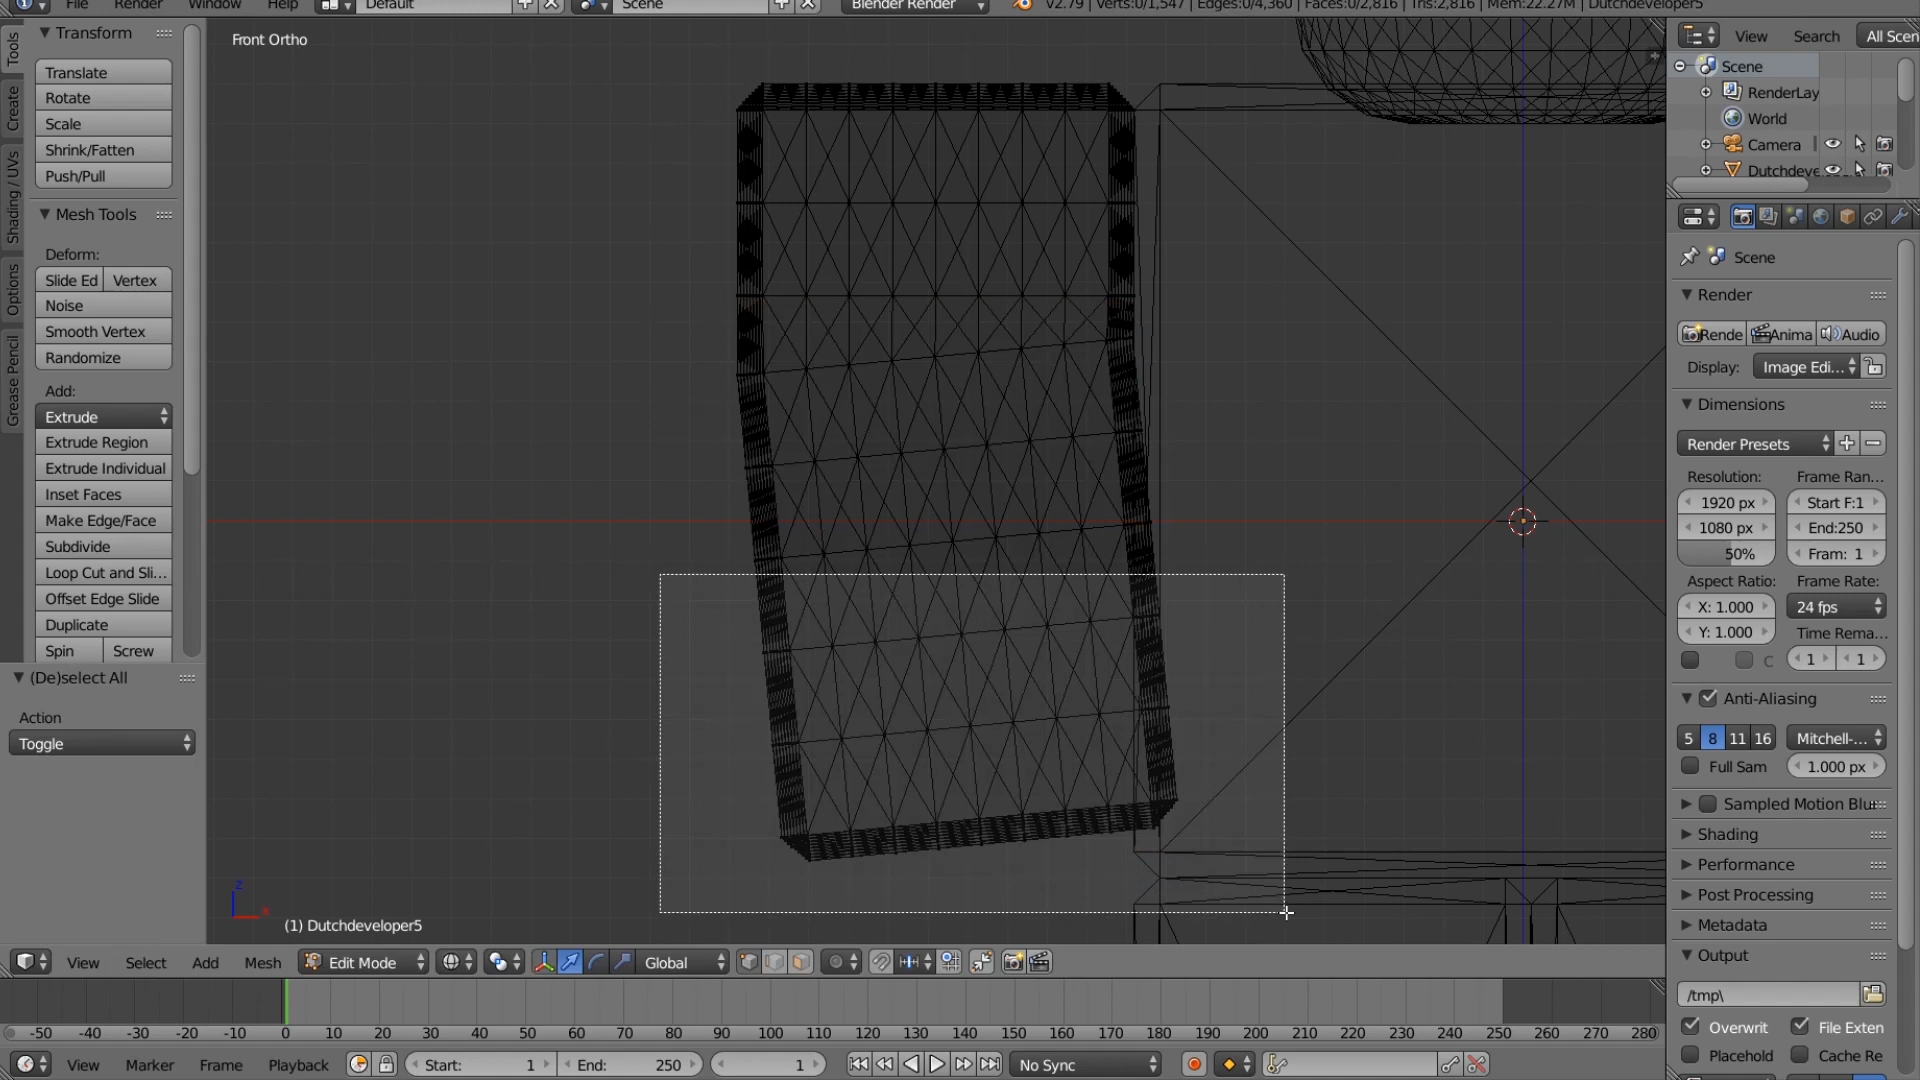 File Render Window Help Default Scene Blender Render v2.79 | Verts:0/1,547 | Edges:0/4,360 | Faces:0/2,816 | Tris:2,816 | Mem:22.27M | Dutchdeveloper5
Tools
Create
Shading / UVs
Options
Grease Pencil
Transform
Translate
Rotate
Scale
Shrink/Fatten
Push/Pull
Mesh Tools
Deform:
Slide Ed Vertex
Noise
Smooth Vertex
Randomize
Add:
Extrude
Extrude Region
Extrude Individual
Inset Faces
Make Edge/Face
Subdivide
Loop Cut and Sli...
Offset Edge Slide
Duplicate
Spin Screw
(De)select All
Action
Toggle
Front Ortho
z
x
(1) Dutchdeveloper5
View Search All Scen
Scene
RenderLay
World
Camera
Dutchdeve
Scene
Render
Rende Anima Audio
Display: Image Edi...
Dimensions
Render Presets
Resolution: Frame Ran...
1920 px Start F:1
1080 px End:250
50% Fram: 1
Aspect Ratio: Frame Rate:
X: 1.000 24 fps
Y: 1.000 Time Rema...
C 1 1
Anti-Aliasing
5 8 11 16 Mitchell-...
Full Sam 1.000 px
Sampled Motion Blu
Shading
Performance
Post Processing
Metadata
Output
/tmp\
Overwrit File Exten
Placehold Cache Re
View Select Add Mesh Edit Mode Global
-50 -40 -30 -20 -10 0 10 20 30 40 50 60 70 80 90 100 110 120 130 140 150 160 170 180 190 200 210 220 230 240 250 260 270 280
View Marker Frame Playback Start: 1 End: 250 1 No Sync